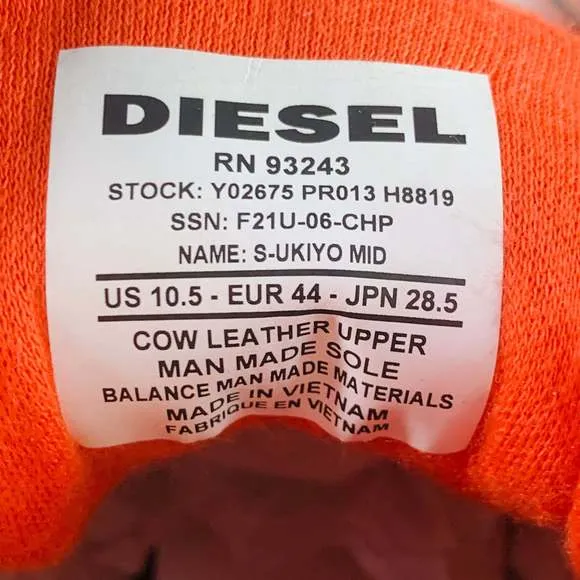 DIESEL
RN 93243
STOCK: Y02675 PR013 H8819
SSN: F21U-06-CHP
NAME: S-UKIYO MID
US 10.5 - EUR 44 - JPN 28.5
COW LEATHER UPPER
MAN MADE SOLE
BALANCE MAN MADE MATERIALS
MADE IN VIETNAM
FABRIQUE EN VIETNAM